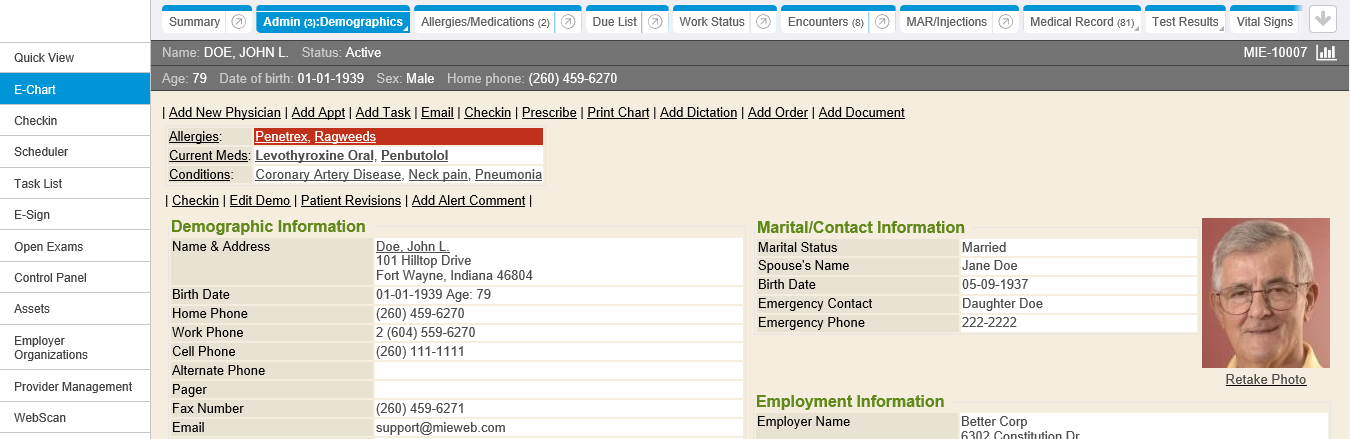 Summary Admin (3):Demographics Allergies/Medications (2) Due List Work Status Encounters (8) MAR/Injections Medical Record (81) Test Results Vital Signs
Name: DOE, JOHN L. Status: Active MIE-10007
Age: 79 Date of birth: 01-01-1939 Sex: Male Home phone: (260) 459-6270
Quick View
E-Chart
Checkin
Scheduler
Task List
E-Sign
Open Exams
Control Panel
Assets
Employer
Organizations
Provider Management
WebScan
| Add New Physician | Add Appt | Add Task | Email | Checkin | Prescribe | Print Chart | Add Dictation | Add Order | Add Document
Allergies: Penetrex, Ragweeds
Current Meds: Levothyroxine Oral, Penbutolol
Conditions: Coronary Artery Disease, Neck pain, Pneumonia
| Checkin | Edit Demo | Patient Revisions | Add Alert Comment |
Demographic Information
Name & Address Doe, John L.
101 Hilltop Drive
Fort Wayne, Indiana 46804
Birth Date 01-01-1939 Age: 79
Home Phone (260) 459-6270
Work Phone 2 (604) 559-6270
Cell Phone (260) 111-1111
Alternate Phone
Pager
Fax Number (260) 459-6271
Email support@mieweb.com
Marital/Contact Information
Marital Status Married
Spouse's Name Jane Doe
Birth Date 05-09-1937
Emergency Contact Daughter Doe
Emergency Phone 222-2222
Retake Photo
Employment Information
Employer Name Better Corp
6302 Constitution Dr